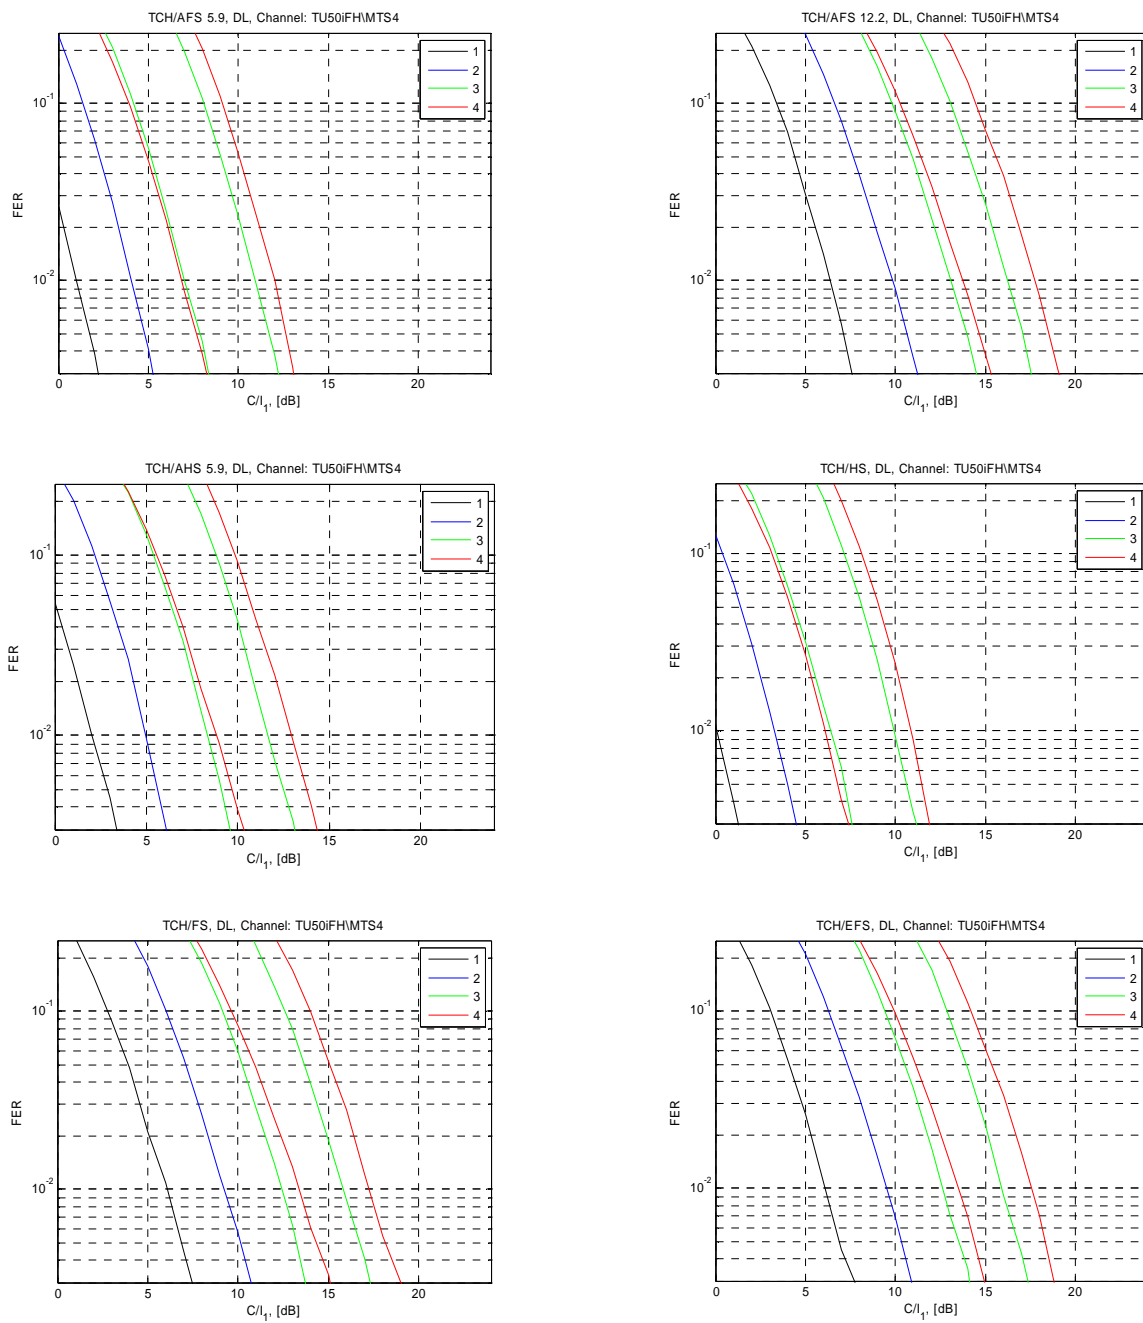 TCH/AFS 5.9, DL, Channel: TU50iFH\MTS4
1
2
3
4
10^-1
10^-2
FER
0 5 10 15 20
C/I_1, [dB]
TCH/AFS 12.2, DL, Channel: TU50iFH\MTS4
1
2
3
4
10^-1
10^-2
FER
0 5 10 15 20
C/I_1, [dB]
TCH/AHS 5.9, DL, Channel: TU50iFH\MTS4
1
2
3
4
10^-1
10^-2
FER
0 5 10 15 20
C/I_1, [dB]
TCH/HS, DL, Channel: TU50iFH\MTS4
1
2
3
4
10^-1
10^-2
FER
0 5 10 15 20
C/I_1, [dB]
TCH/FS, DL, Channel: TU50iFH\MTS4
1
2
3
4
10^-1
10^-2
FER
0 5 10 15 20
C/I_1, [dB]
TCH/EFS, DL, Channel: TU50iFH\MTS4
1
2
3
4
10^-1
10^-2
FER
0 5 10 15 20
C/I_1, [dB]